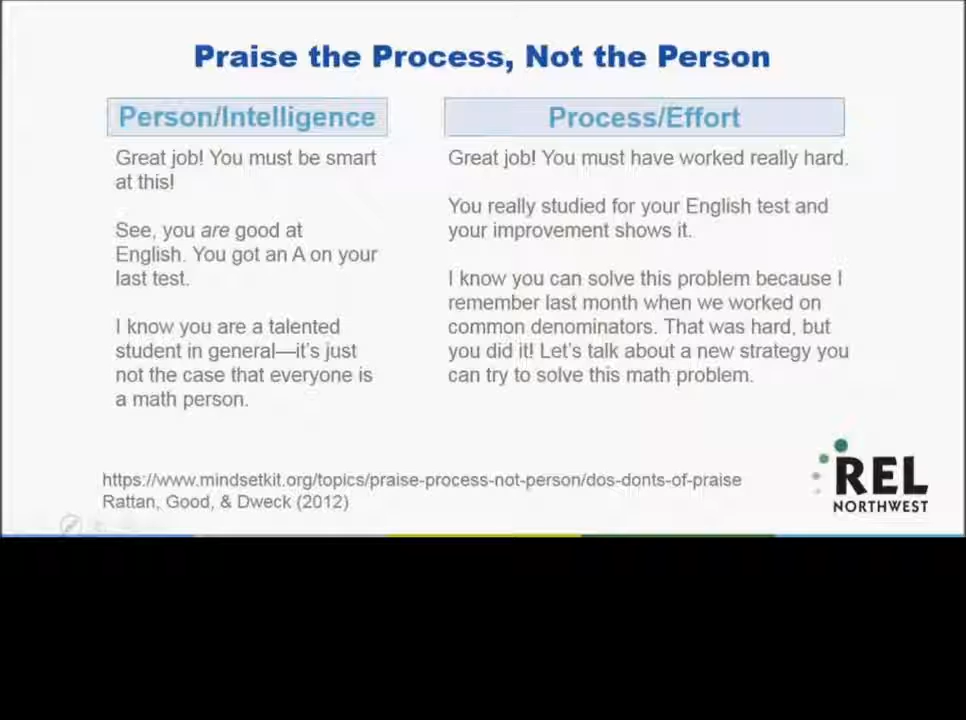 Praise the Process, Not the Person
Person/Intelligence
Great job! You must be smart
at this!
See, you are good at
English. You got an A on your
last test.
I know you are a talented
student in general—it's just
not the case that everyone is
a math person.
Process/Effort
Great job! You must have worked really hard.
You really studied for your English test and
your improvement shows it.
I know you can solve this problem because I
remember last month when we worked on
common denominators. That was hard, but
you did it! Let's talk about a new strategy you
can try to solve this math problem.
https://www.mindsetkit.org/topics/praise-process-not-person/dos-donts-of-praise
Rattan, Good, & Dweck (2012)
REL
NORTHWEST